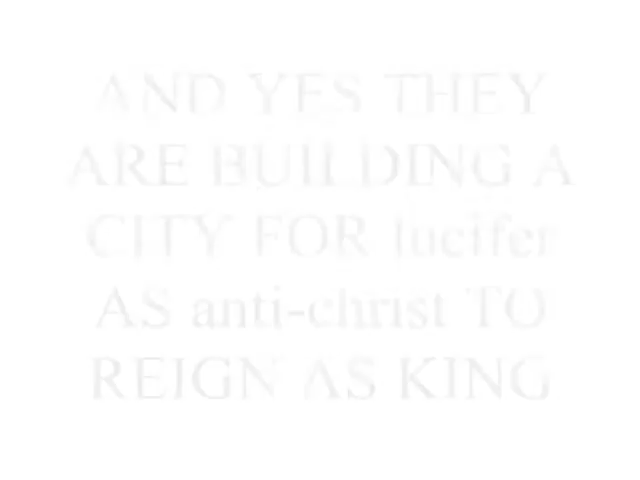 AND YES THEY
ARE BUILDING A
CITY FOR lucifer
AS anti-christ TO
REIGN AS KING